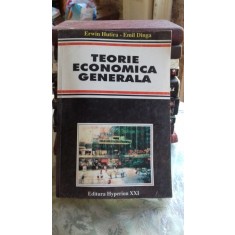 Erwin Hutira - Emil Dinga
TEORIE
ECONOMICA
GENERALA
Editura Hyperion XXI